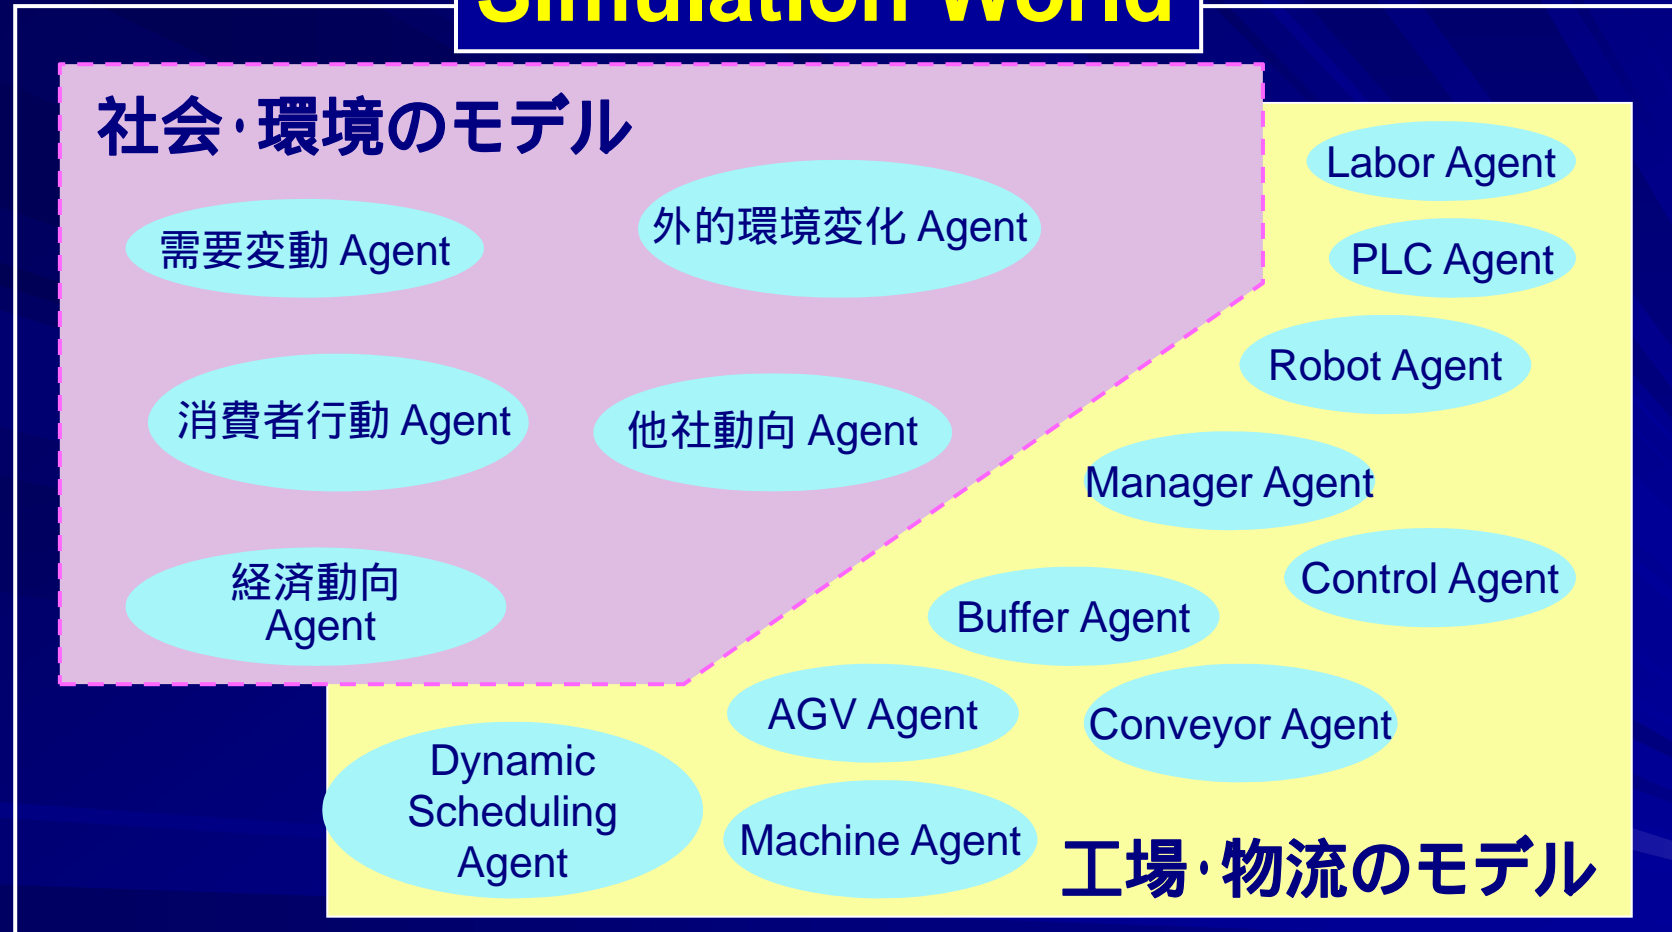 Simulation World
社会・環境のモデル
需要変動 Agent
外的環境変化 Agent
消費者行動 Agent
他社動向 Agent
経済動向
Agent
Labor Agent
PLC Agent
Robot Agent
Manager Agent
Control Agent
Buffer Agent
AGV Agent
Conveyor Agent
Dynamic
Scheduling
Agent
Machine Agent
工場・物流のモデル